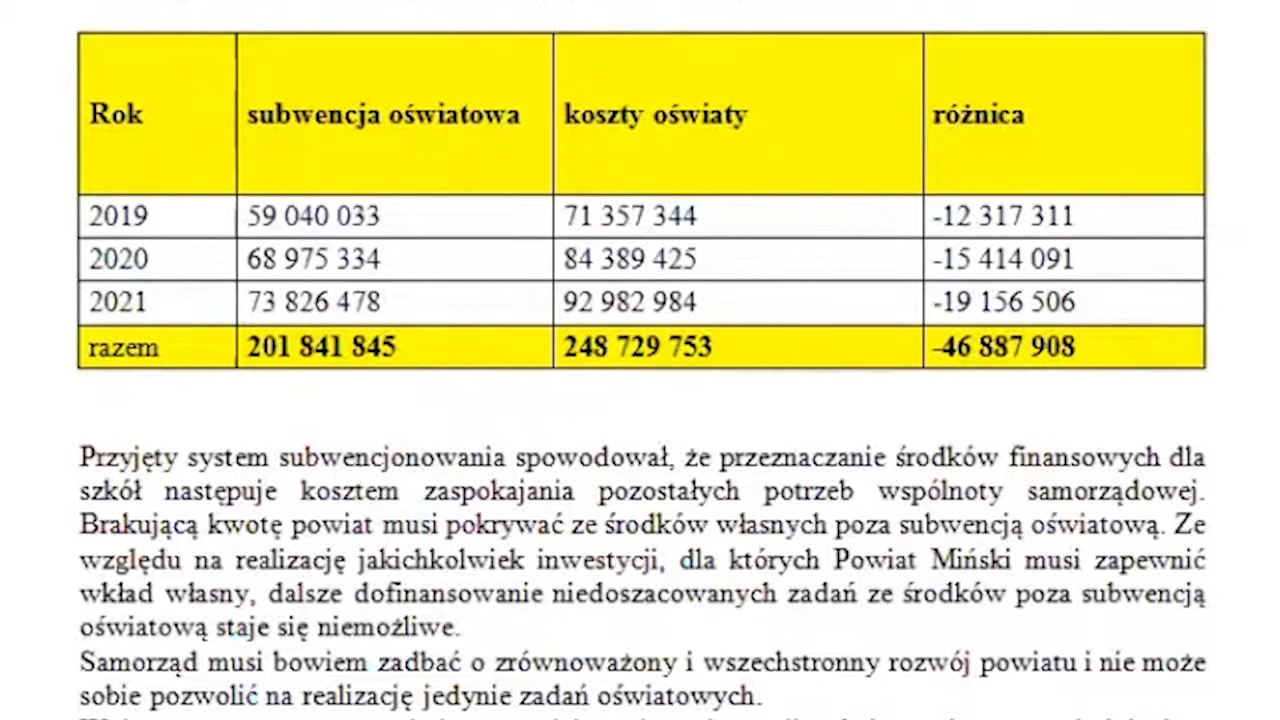 Rok subwencja oświatowa koszty oświaty różnica
2019 59 040 033 71 357 344 -12 317 311
2020 68 975 334 84 389 425 -15 414 091
2021 73 826 478 92 982 984 -19 156 506
razem 201 841 845 248 729 753 -46 887 908
Przyjęty system subwencjonowania spowodował, że przeznaczanie środków finansowych dla
szkół następuje kosztem zaspokajania pozostałych potrzeb wspólnoty samorządowej.
Brakującą kwotę powiat musi pokrywać ze środków własnych poza subwencją oświatową. Ze
względu na realizację jakichkolwiek inwestycji, dla których Powiat Miński musi zapewnić
wkład własny, dalsze dofinansowanie niedoszacowanych zadań ze środków poza subwencją
oświatową staje się niemożliwe.
Samorząd musi bowiem zadbać o zrównoważony i wszechstronny rozwój powiatu i nie może
sobie pozwolić na realizację jedynie zadań oświatowych.